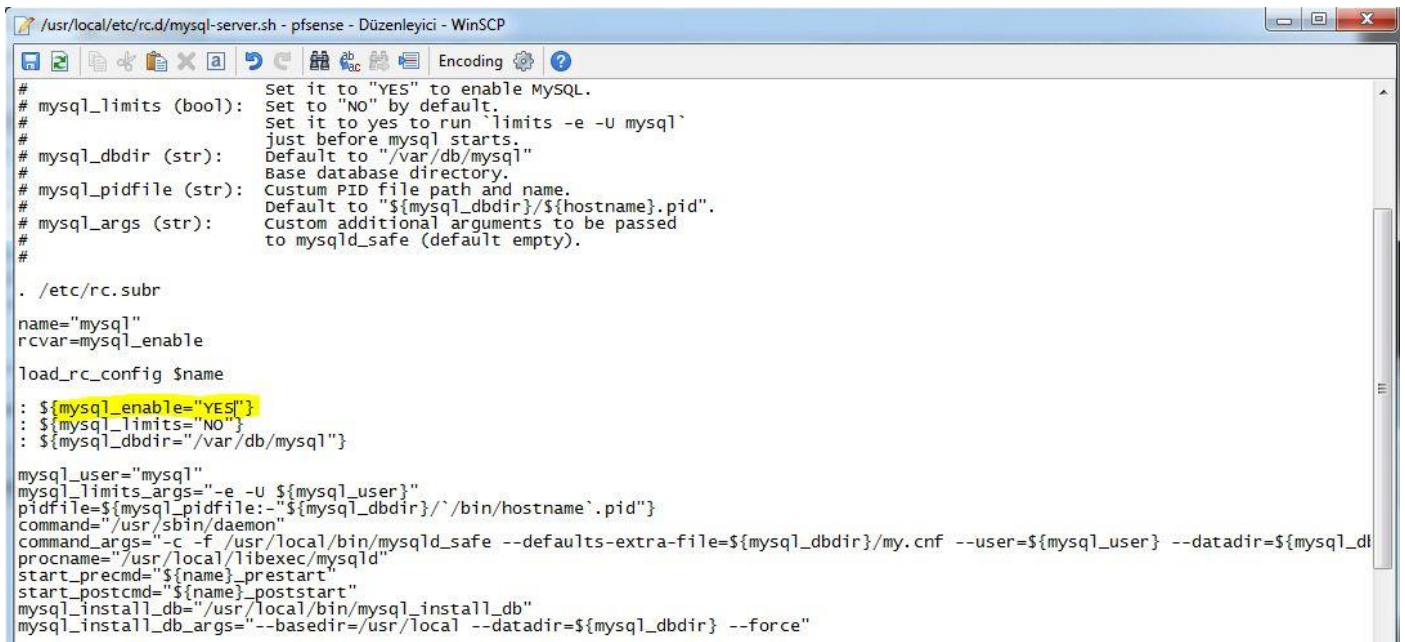 /usr/local/etc/rc.d/mysql-server.sh - pfsense - Düzenleyici - WinSCP
Encoding
# Set it to "YES" to enable MySQL.
# mysql_limits (bool): Set to "NO" by default.
# Set it to yes to run `limits -e -U mysql`
# just before mysql starts.
# mysql_dbdir (str): Default to "/var/db/mysql"
# Base database directory.
# mysql_pidfile (str): Custum PID file path and name.
# Default to "${mysql_dbdir}/${hostname}.pid".
# mysql_args (str): Custom additional arguments to be passed
# to mysqld_safe (default empty).
#
. /etc/rc.subr
name="mysql"
rcvar=mysql_enable
load_rc_config $name
: ${mysql_enable="YES"}
: ${mysql_limits="NO"}
: ${mysql_dbdir="/var/db/mysql"}
mysql_user="mysql"
mysql_limits_args="-e -U ${mysql_user}"
pidfile=${mysql_pidfile:-"${mysql_dbdir}/`/bin/hostname`.pid"}
command="/usr/sbin/daemon"
command_args="-c -f /usr/local/bin/mysqld_safe --defaults-extra-file=${mysql_dbdir}/my.cnf --user=${mysql_user} --datadir=${mysql_d
procname="/usr/local/libexec/mysqld"
start_precmd="${name}_prestart"
start_postcmd="${name}_poststart"
mysql_install_db="/usr/local/bin/mysql_install_db"
mysql_install_db_args="--basedir=/usr/local --datadir=${mysql_dbdir} --force"